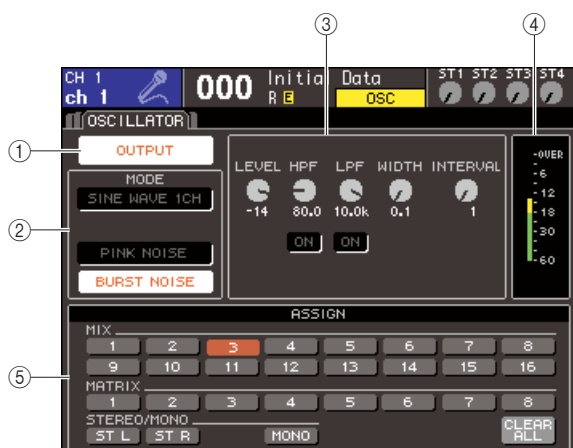 ③ ④
CH 1 000 Initia Data ST1 ST2 ST3 ST4
ch 1 R E OSC
OSCILLATOR
① OUTPUT
LEVEL HPF LPF WIDTH INTERVAL
-14 80.0 10.0k 0.1 1
ON ON
-OVER
-6
-12
-18
-30
-60
② MODE
SINE WAVE 1CH
PINK NOISE
BURST NOISE
ASSIGN
⑤ MIX
1 2 3 4 5 6 7 8
9 10 11 12 13 14 15 16
MATRIX
1 2 3 4 5 6 7 8
STEREO/MONO
ST L ST R MONO CLEAR
ALL